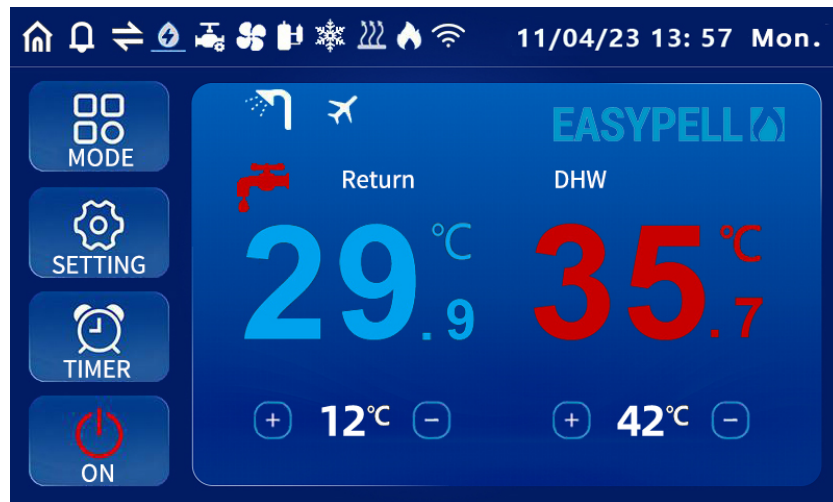 11/04/23 13: 57 Mon.
MODE
EASYPELL
Return DHW
SETTING
29.9 °C 35.7 °C
TIMER
+ 12°C − + 42°C −
ON